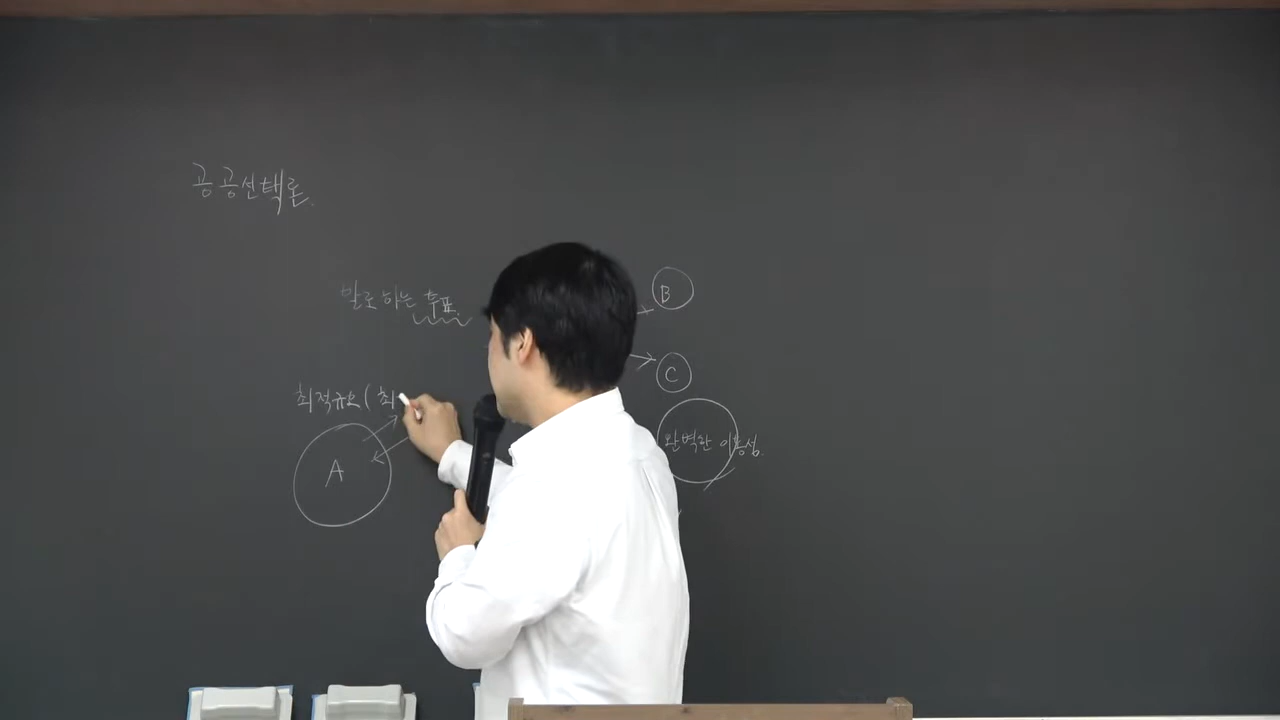 공공선택론.
발로 하는 투표.
B
C
최적규모 ( 최
완벽한 이동성.
A